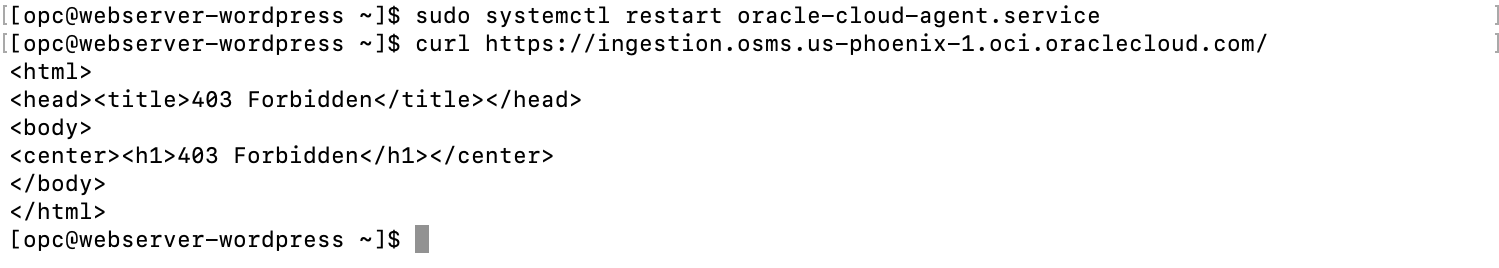 [[opc@webserver-wordpress ~]$ sudo systemctl restart oracle-cloud-agent.service ]
[[opc@webserver-wordpress ~]$ curl https://ingestion.osms.us-phoenix-1.oci.oraclecloud.com/ ]
<html>
<head><title>403 Forbidden</title></head>
<body>
<center><h1>403 Forbidden</h1></center>
</body>
</html>
[opc@webserver-wordpress ~]$